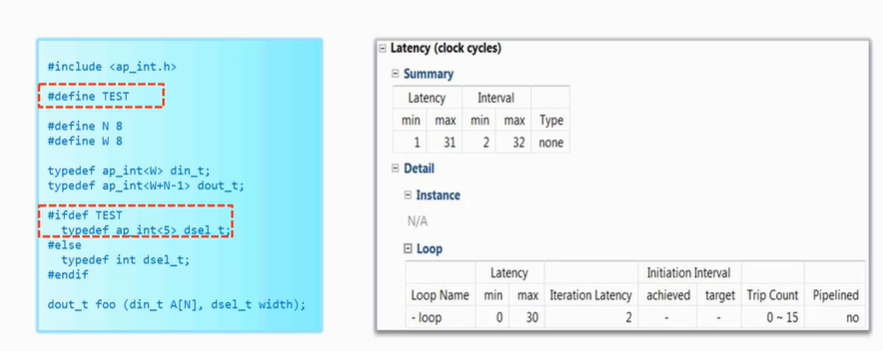 #include <ap_int.h>
#define TEST
#define N 8
#define W 8
typedef ap_int<W> din_t;
typedef ap_int<W+N-1> dout_t;
#ifdef TEST
typedef ap_int<5> dsel_t;
#else
typedef int dsel_t;
#endif
dout_t foo (din_t A[N], dsel_t width);
Latency (clock cycles)
Summary
Latency Interval
min max min max Type
1 31 2 32 none
Detail
Instance
N/A
Loop
Latency Initiation Interval
Loop Name min max Iteration Latency achieved target Trip Count Pipelined
- loop 0 30 2 - - 0 ~ 15 no